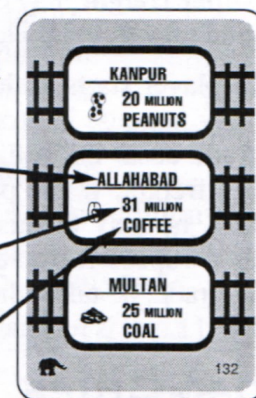 KANPUR
20 MILLION
PEANUTS
ALLAHABAD
31 MILLION
COFFEE
MULTAN
25 MILLION
COAL
132